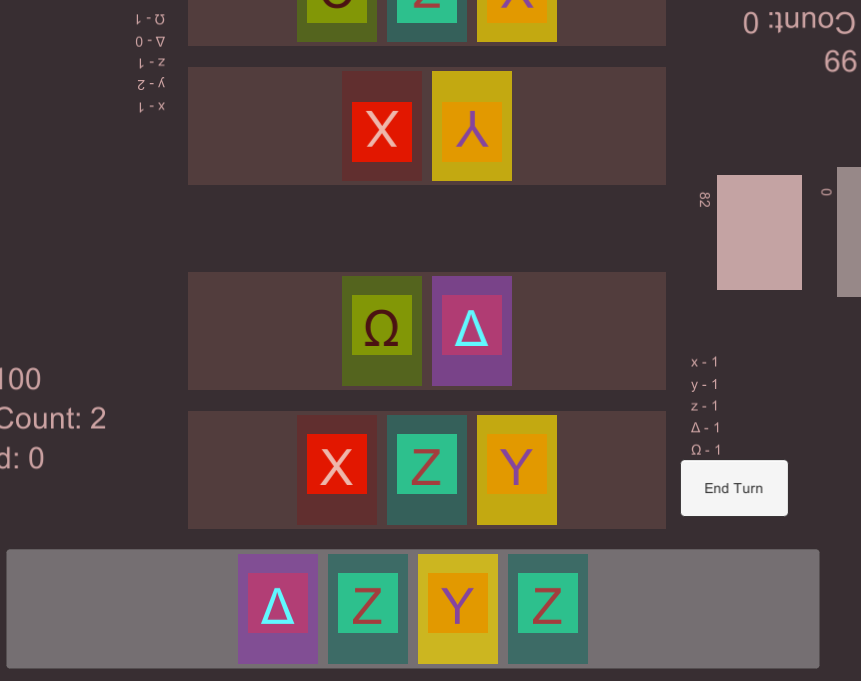 Ω Z Y
Ω - 1
Δ - 0
z - 1
y - 2
x - 1
Count: 0
99
X Y
82
0
Ω Δ
100
Count: 2
d: 0
x - 1
y - 1
z - 1
Δ - 1
Ω - 1
X Z Y
End Turn
Δ Z Y Z